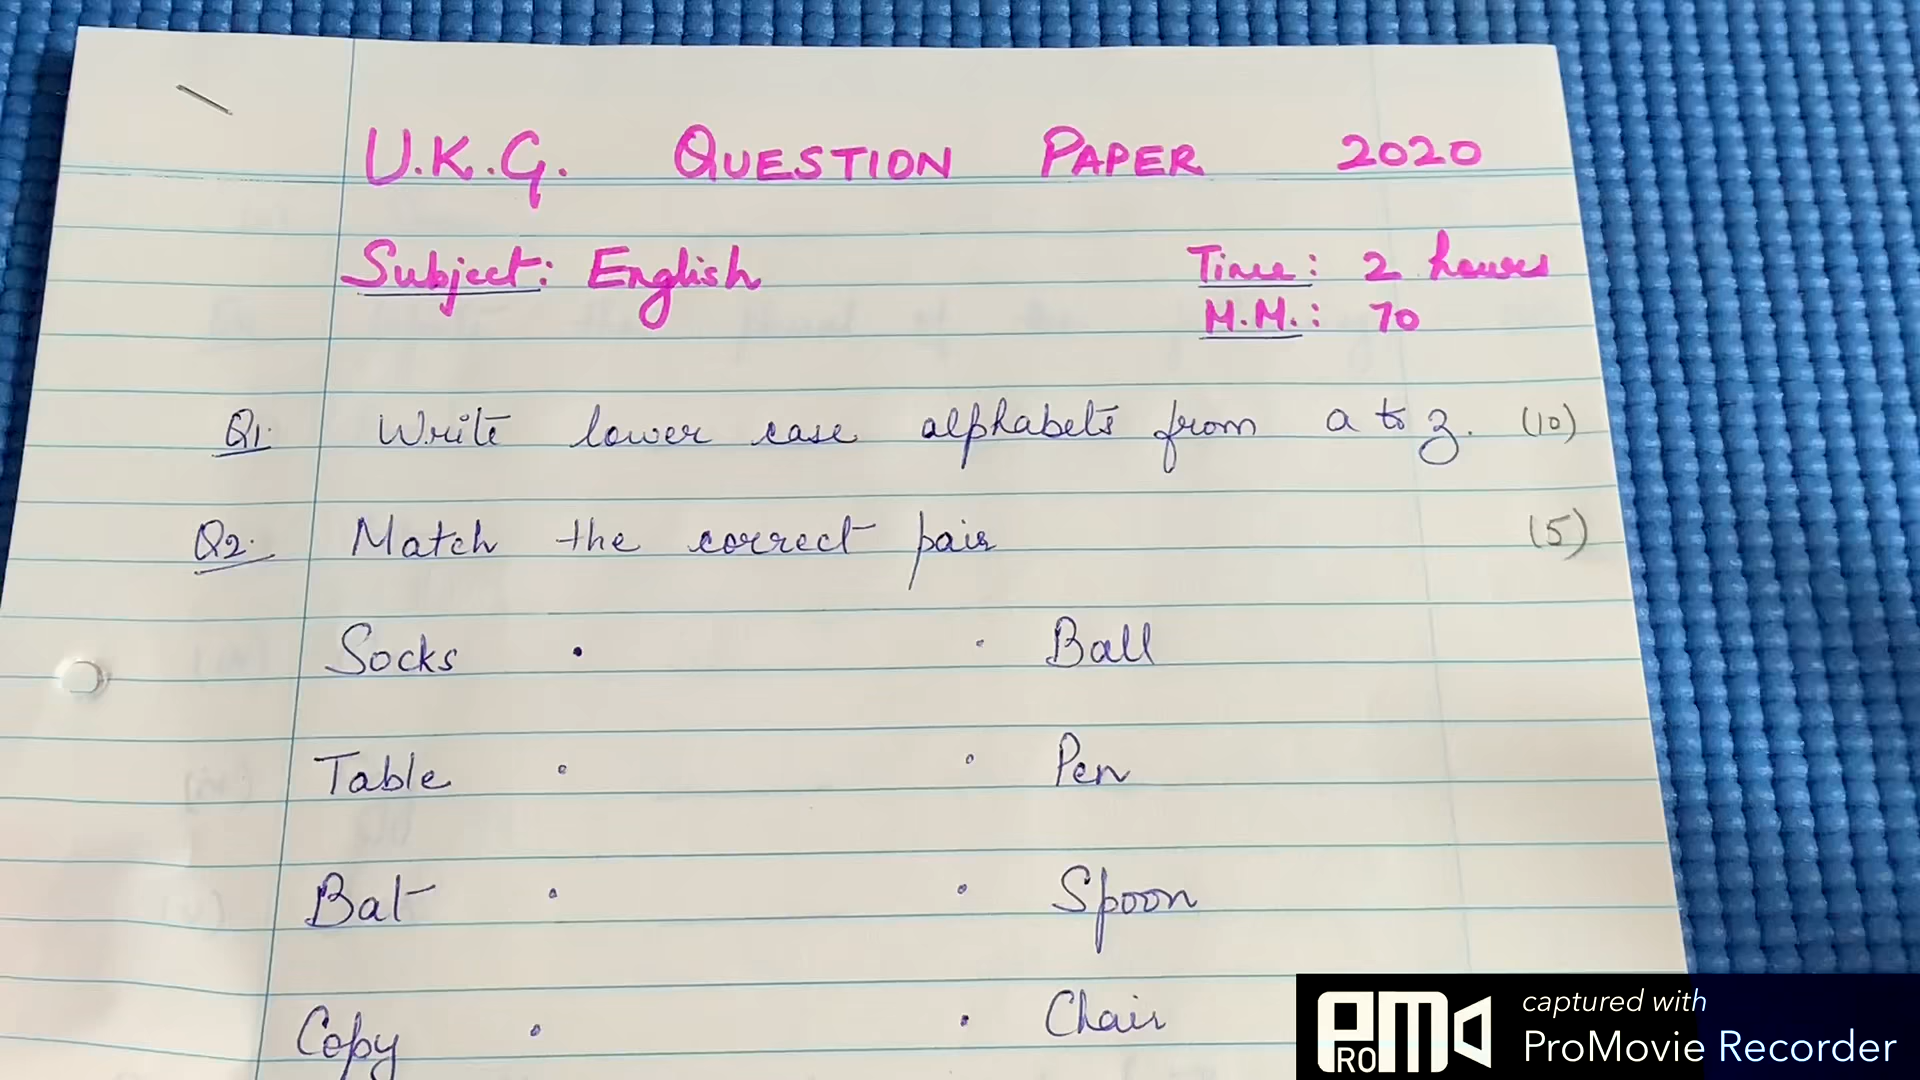 U.K.G. QUESTION PAPER 2020
Subject: English Time: 2 hours
M.M.: 70
Q1. Write lower case alphabets from a to z. (10)
Q2. Match the correct pair (5)
Socks • • Ball
Table • • Pen
Bat • • Spoon
Copy • • Chair
PRO M
captured with
ProMovie Recorder